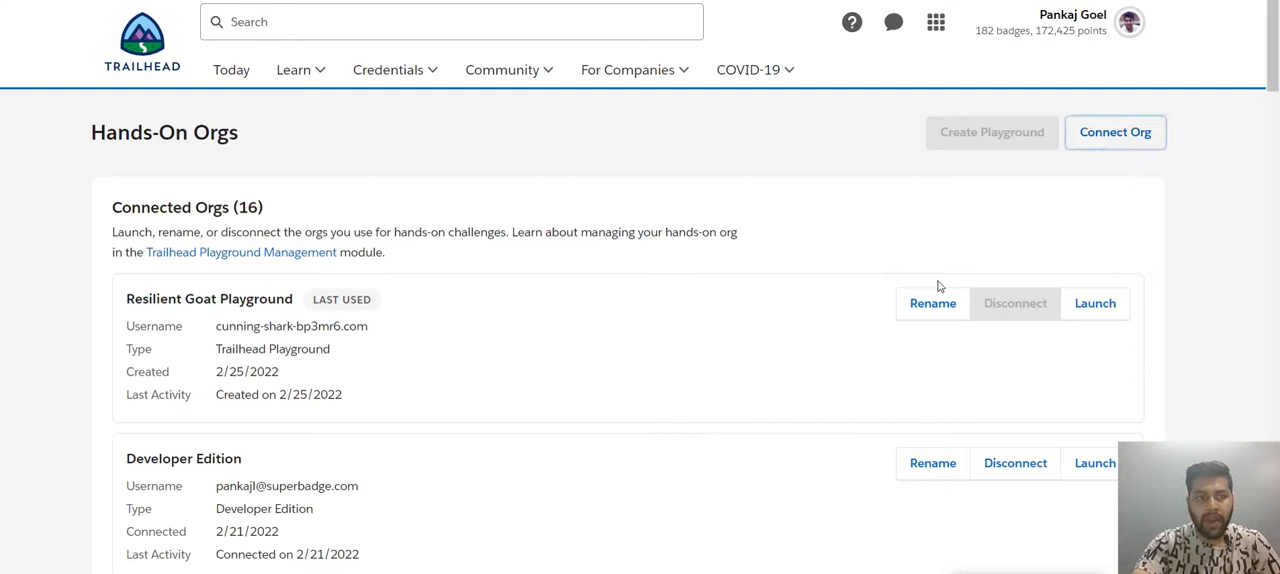 Search
Pankaj Goel
182 badges, 172,425 points
TRAILHEAD
Today Learn Credentials Community For Companies COVID-19
Hands-On Orgs
Create Playground Connect Org
Connected Orgs (16)
Launch, rename, or disconnect the orgs you use for hands-on challenges. Learn about managing your hands-on org
in the Trailhead Playground Management module.
Resilient Goat Playground LAST USED
Rename Disconnect Launch
Username cunning-shark-bp3mr6.com
Type Trailhead Playground
Created 2/25/2022
Last Activity Created on 2/25/2022
Developer Edition
Rename Disconnect Launch
Username pankajl@superbadge.com
Type Developer Edition
Connected 2/21/2022
Last Activity Connected on 2/21/2022